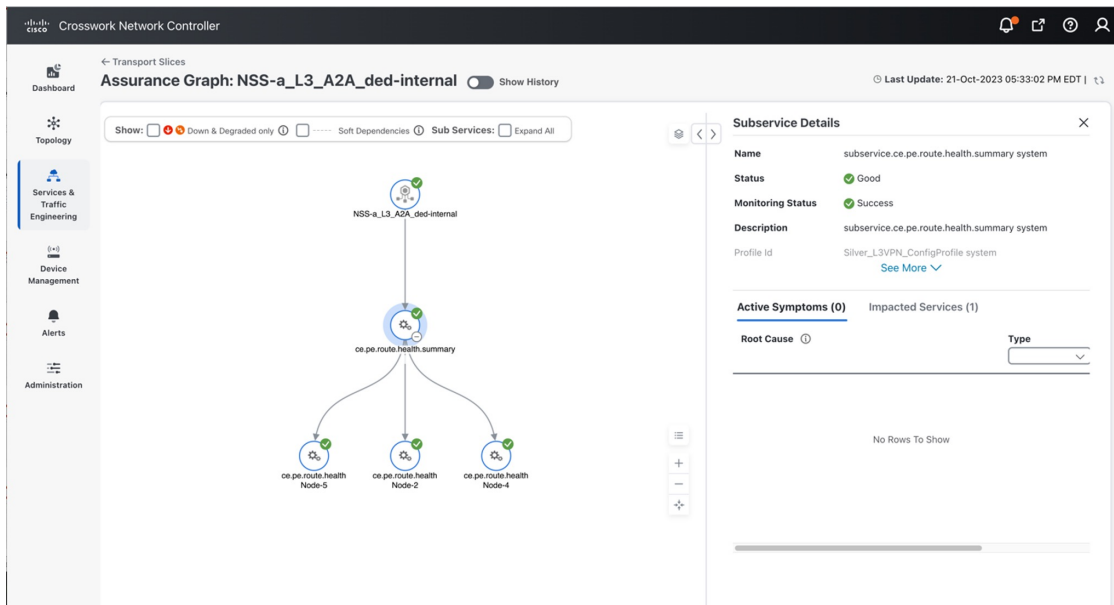 CISCO Crosswork Network Controller
Dashboard
Topology
Services &
Traffic
Engineering
Device
Management
Alerts
Administration
← Transport Slices
Assurance Graph: NSS-a_L3_A2A_ded-internal Show History
Last Update: 21-Oct-2023 05:33:02 PM EDT |
Show: Down & Degraded only Soft Dependencies Sub Services: Expand All
NSS-a_L3_A2A_ded-internal
ce.pe.route.health.summary
ce.pe.route.health
Node-5
ce.pe.route.health
Node-2
ce.pe.route.health
Node-4
Subservice Details
Name subservice.ce.pe.route.health.summary system
Status Good
Monitoring Status Success
Description subservice.ce.pe.route.health.summary system
Profile Id Silver_L3VPN_ConfigProfile system
See More
Active Symptoms (0) Impacted Services (1)
Root Cause Type
No Rows To Show